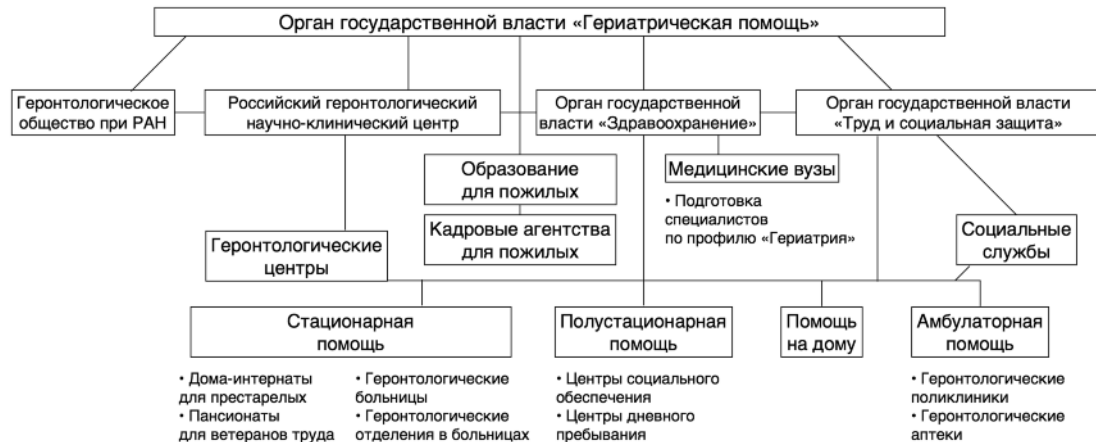 Орган государственной власти «Гериатрическая помощь»
Геронтологическое
общество при РАН
Российский геронтологический
научно-клинический центр
Орган государственной
власти «Здравоохранение»
Орган государственной власти
«Труд и социальная защита»
Образование
для пожилых
Медицинские вузы
• Подготовка
специалистов
по профилю «Гериатрия»
Кадровые агентства
для пожилых
Геронтологические
центры
Социальные
службы
Стационарная
помощь
• Дома-интернаты
для престарелых
• Пансионаты
для ветеранов труда
• Геронтологические
больницы
• Геронтологические
отделения в больницах
Полустационарная
помощь
• Центры социального
обеспечения
• Центры дневного
пребывания
Помощь
на дому
Амбулаторная
помощь
• Геронтологические
поликлиники
• Геронтологические
аптеки